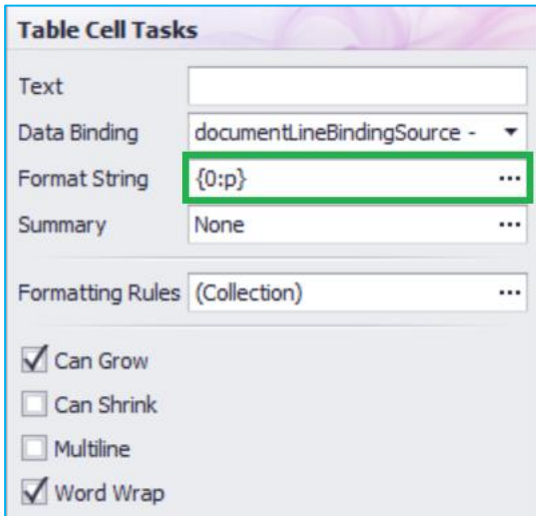 Table Cell Tasks
Text
Data Binding documentLineBindingSource -
Format String {0:p} ...
Summary None ...
Formatting Rules (Collection) ...
Can Grow
Can Shrink
Multiline
Word Wrap